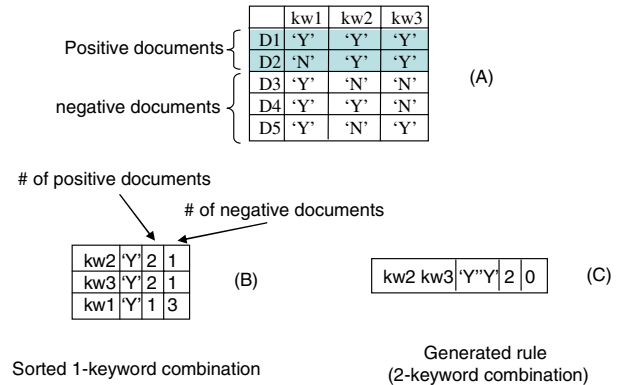 kw1 kw2 kw3
Positive documents
D1 ‘Y’ ‘Y’ ‘Y’
D2 ‘N’ ‘Y’ ‘Y’
negative documents
D3 ‘Y’ ‘N’ ‘N’
D4 ‘Y’ ‘Y’ ‘N’
D5 ‘Y’ ‘N’ ‘Y’
(A)
# of positive documents
# of negative documents
kw2 ‘Y’ 2 1
kw3 ‘Y’ 2 1
kw1 ‘Y’ 1 3
(B)
kw2 kw3 ‘Y’‘Y’ 2 0
(C)
Sorted 1-keyword combination
Generated rule
(2-keyword combination)